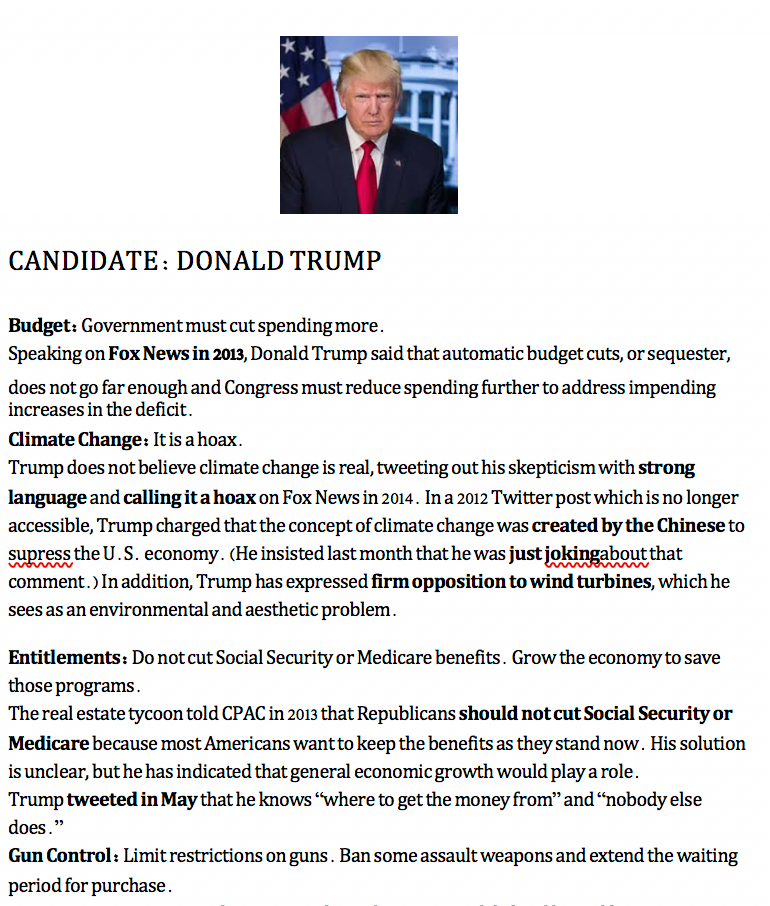 CANDIDATE: DONALD TRUMP
Budget: Government must cut spending more.
Speaking on Fox News in 2013, Donald Trump said that automatic budget cuts, or sequester,
does not go far enough and Congress must reduce spending further to address impending
increases in the deficit.
Climate Change: It is a hoax.
Trump does not believe climate change is real, tweeting out his skepticism with strong
language and calling it a hoax on Fox News in 2014. In a 2012 Twitter post which is no longer
accessible, Trump charged that the concept of climate change was created by the Chinese to
supress the U.S. economy. (He insisted last month that he was just jokingabout that
comment.) In addition, Trump has expressed firm opposition to wind turbines, which he
sees as an environmental and aesthetic problem.
Entitlements: Do not cut Social Security or Medicare benefits. Grow the economy to save
those programs.
The real estate tycoon told CPAC in 2013 that Republicans should not cut Social Security or
Medicare because most Americans want to keep the benefits as they stand now. His solution
is unclear, but he has indicated that general economic growth would play a role.
Trump tweeted in May that he knows “where to get the money from” and “nobody else
does.”
Gun Control: Limit restrictions on guns. Ban some assault weapons and extend the waiting
period for purchase.